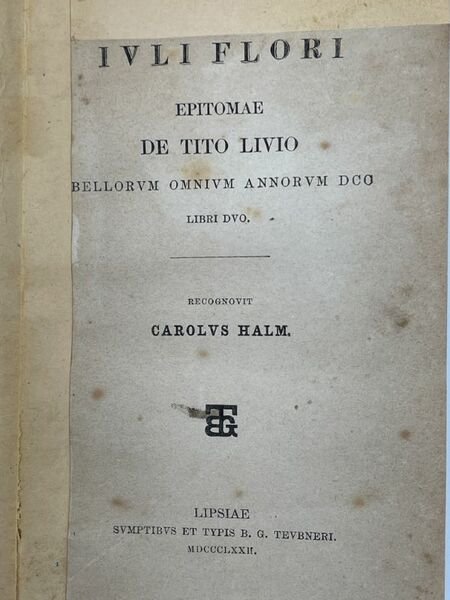 IVLI FLORI
EPITOMAE
DE TITO LIVIO
BELLORVM OMNIVM ANNORVM DCC
LIBRI DVO.
RECOGNOVIT
CAROLVS HALM.
BTG
LIPSIAE
SVMPTIBVS ET TYPIS B. G. TEVBNERI.
MDCCCLXXII.